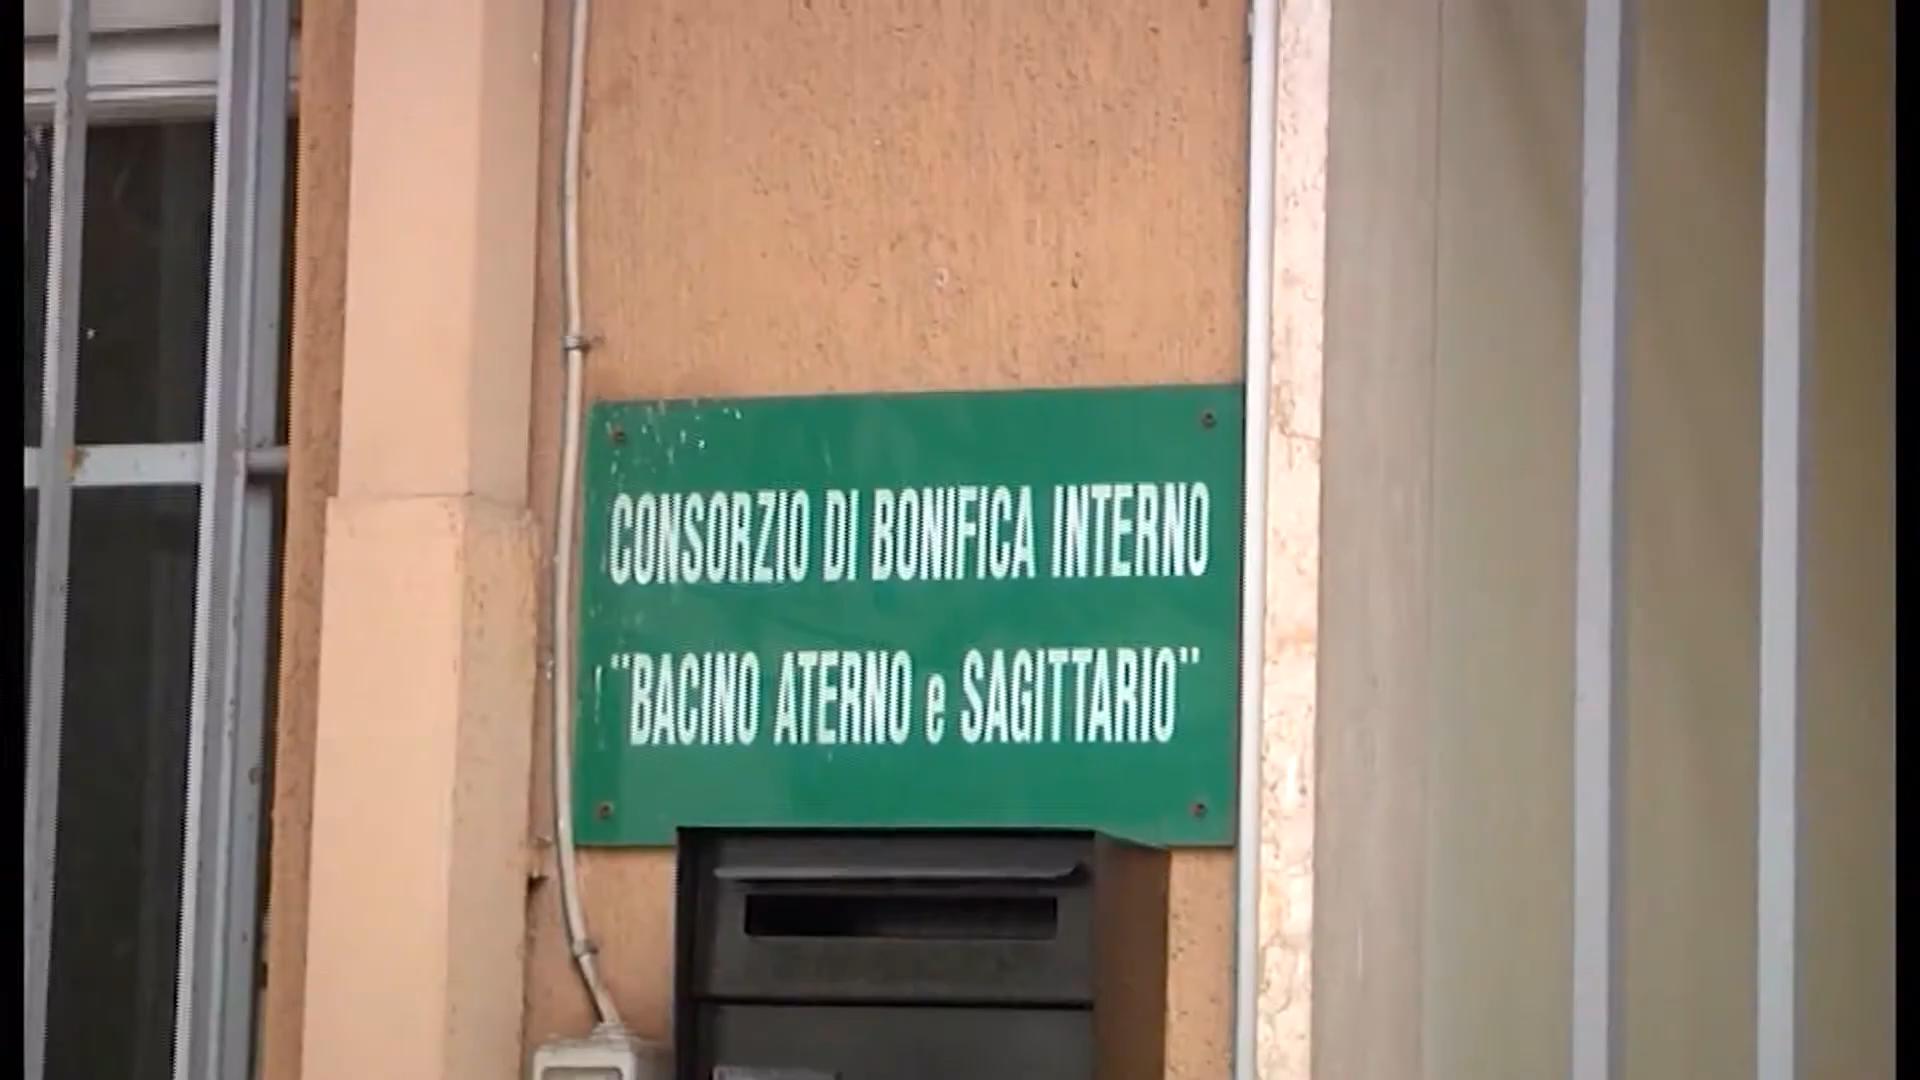 CONSORZIO DI BONIFICA INTERNO
"BACINO ATERNO e SAGITTARIO"